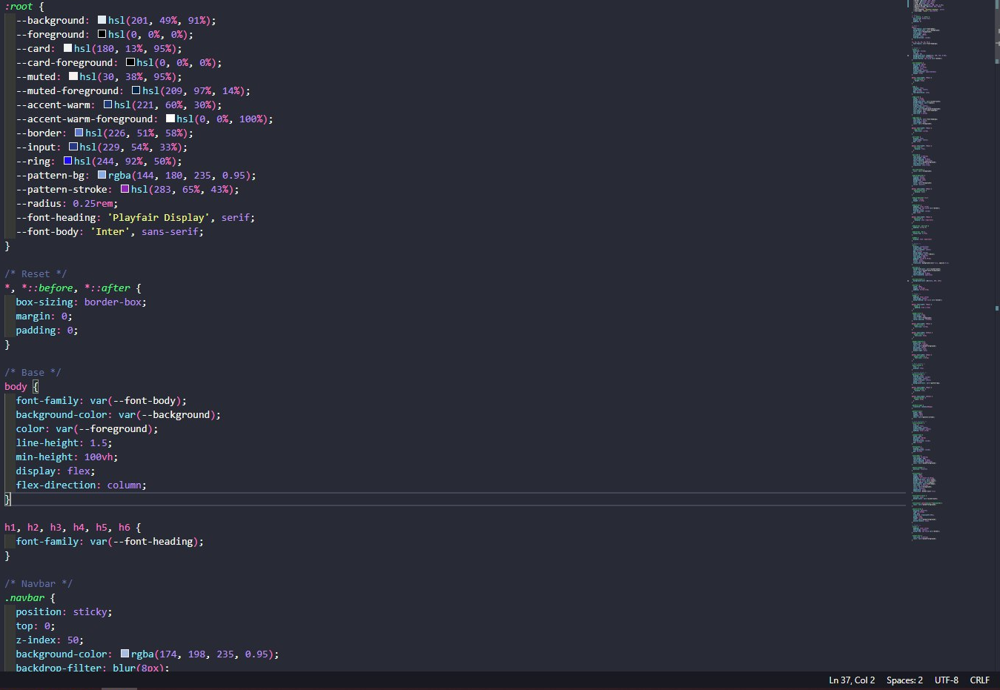 :root {
  --background: hsl(201, 49%, 91%);
  --foreground: hsl(0, 0%, 0%);
  --card: hsl(180, 13%, 95%);
  --card-foreground: hsl(0, 0%, 0%);
  --muted: hsl(30, 38%, 95%);
  --muted-foreground: hsl(209, 97%, 14%);
  --accent-warm: hsl(221, 60%, 30%);
  --accent-warm-foreground: hsl(0, 0%, 100%);
  --border: hsl(226, 51%, 58%);
  --input: hsl(229, 54%, 33%);
  --ring: hsl(244, 92%, 50%);
  --pattern-bg: rgba(144, 180, 235, 0.95);
  --pattern-stroke: hsl(283, 65%, 43%);
  --radius: 0.25rem;
  --font-heading: 'Playfair Display', serif;
  --font-body: 'Inter', sans-serif;
}

/* Reset */
*, *::before, *::after {
  box-sizing: border-box;
  margin: 0;
  padding: 0;
}

/* Base */
body {
  font-family: var(--font-body);
  background-color: var(--background);
  color: var(--foreground);
  line-height: 1.5;
  min-height: 100vh;
  display: flex;
  flex-direction: column;
}

h1, h2, h3, h4, h5, h6 {
  font-family: var(--font-heading);
}

/* Navbar */
.navbar {
  position: sticky;
  top: 0;
  z-index: 50;
  background-color: rgba(174, 198, 235, 0.95);
  backdrop-filter: blur(8px);
Ln 37, Col 2 Spaces: 2 UTF-8 CRLF